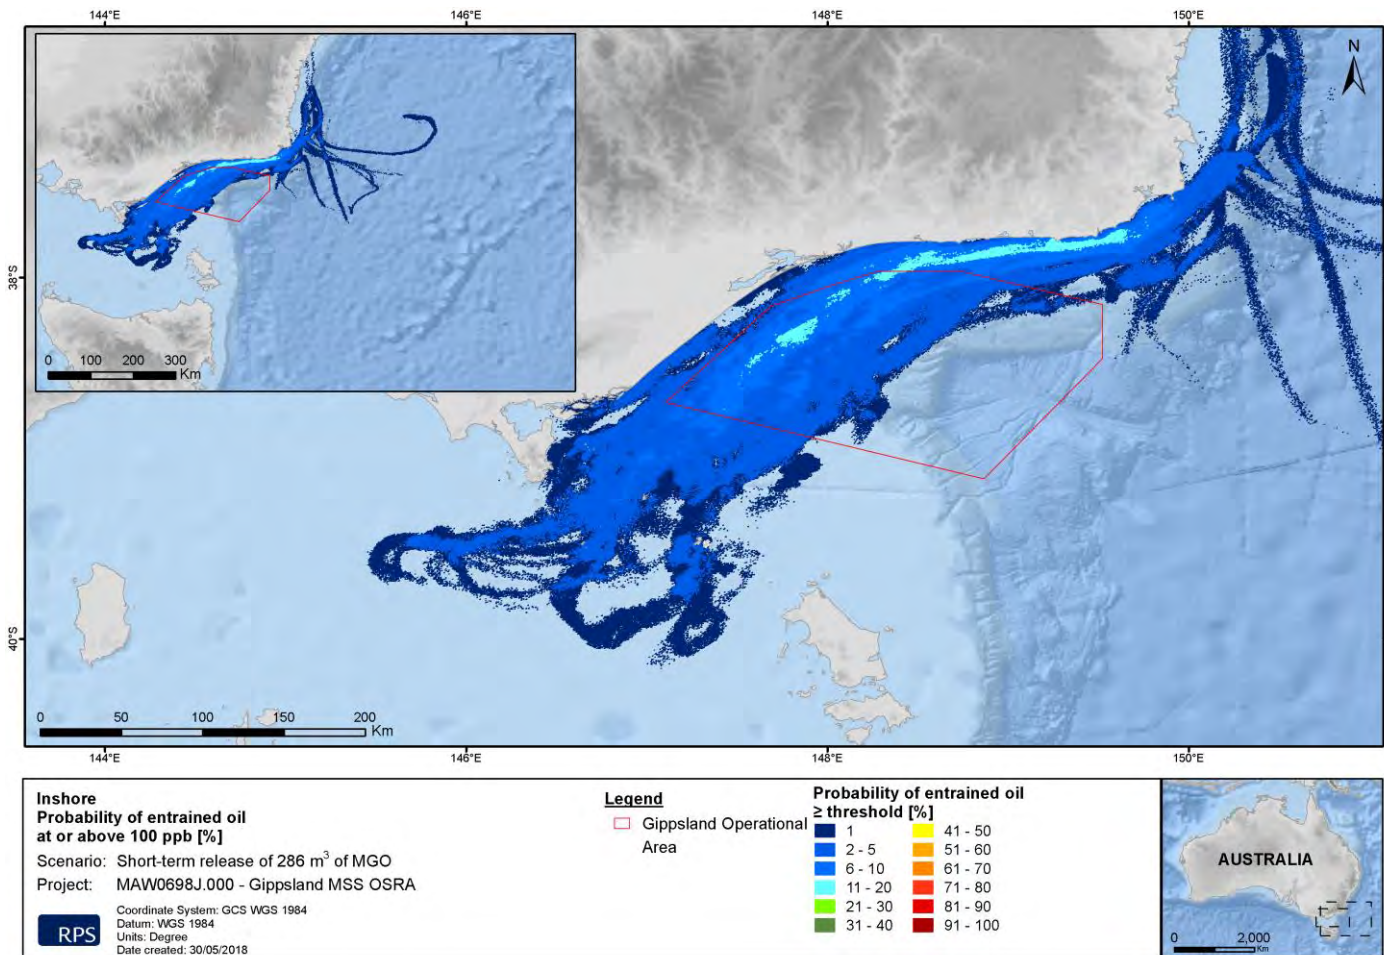 144°E 146°E 148°E 150°E
N
38°S
40°S
0 100 200 300
Km
0 50 100 150 200
Km
144°E 146°E 148°E 150°E
Inshore
Probability of entrained oil
at or above 100 ppb [%]
Scenario: Short-term release of 286 m³ of MGO
Project: MAW0698J.000 - Gippsland MSS OSRA
RPS
Coordinate System: GCS WGS 1984
Datum: WGS 1984
Units: Degree
Date created: 30/05/2018
Legend
Gippsland Operational
Area
Probability of entrained oil
≥ threshold [%]
1 41 - 50
2 - 5 51 - 60
6 - 10 61 - 70
11 - 20 71 - 80
21 - 30 81 - 90
31 - 40 91 - 100
AUSTRALIA
0 2,000
Km